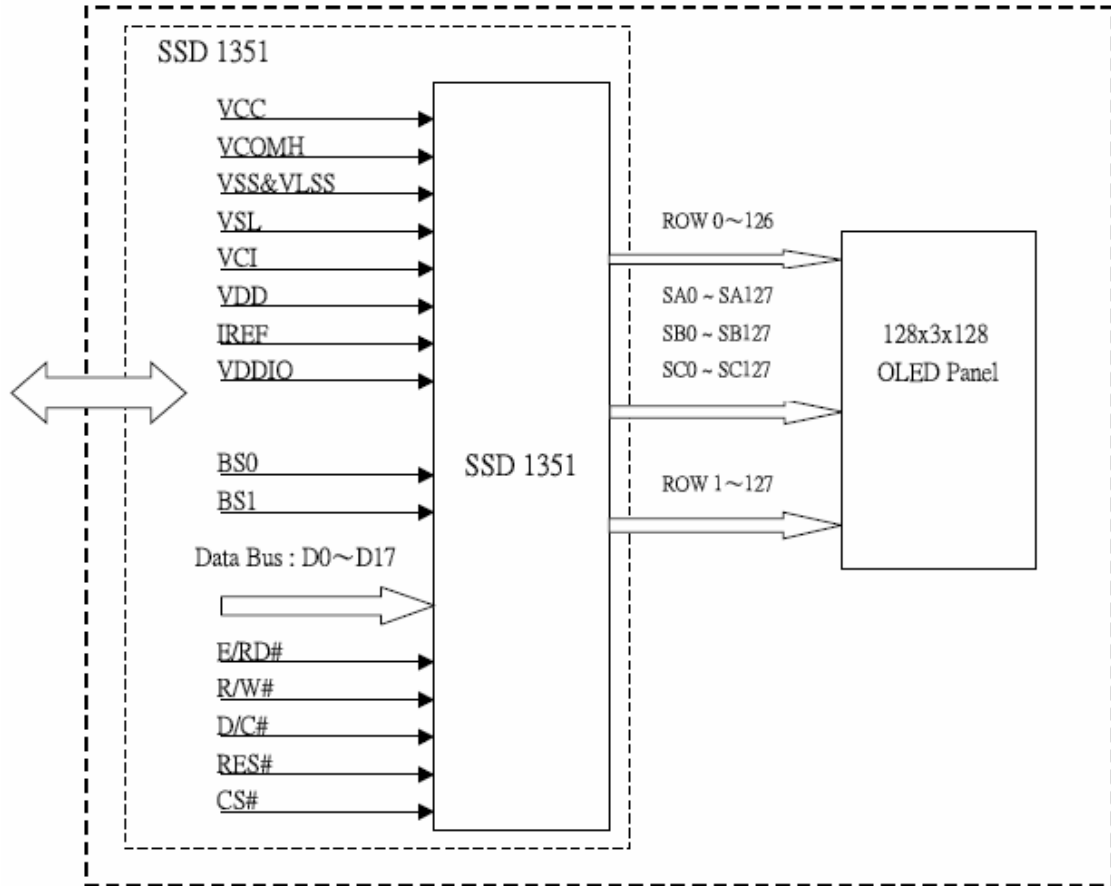 SSD 1351
VCC
VCOMH
VSS&VLSS
VSL
VCI
VDD
IREF
VDDIO
BS0
BS1
Data Bus : D0~D17
E/RD#
R/W#
D/C#
RES#
CS#
SSD 1351
ROW 0~126
SA0 ~ SA127
SB0 ~ SB127
SC0 ~ SC127
ROW 1~127
128x3x128
OLED Panel